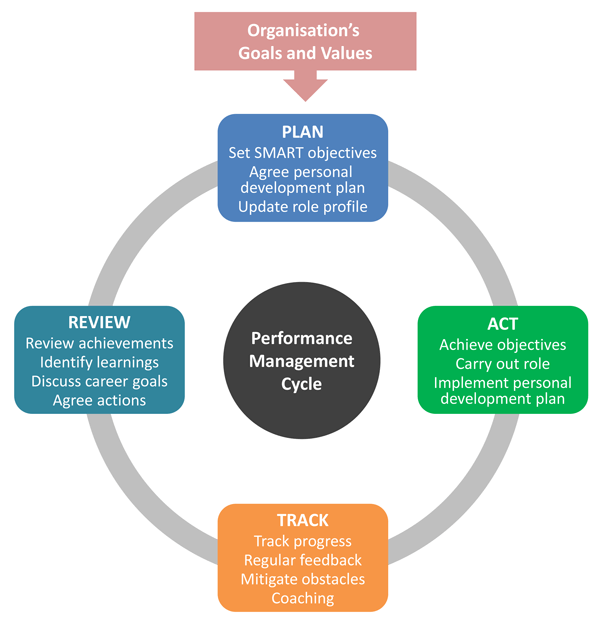 Organisation's
Goals and Values
PLAN
Set SMART objectives
Agree personal
development plan
Update role profile
REVIEW
Review achievements
Identify learnings
Discuss career goals
Agree actions
Performance
Management
Cycle
ACT
Achieve objectives
Carry out role
Implement personal
development plan
TRACK
Track progress
Regular feedback
Mitigate obstacles
Coaching